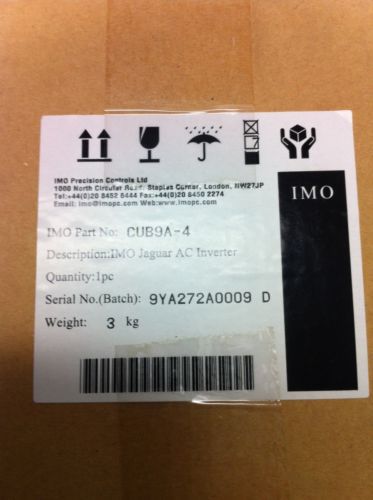 IMO Precision Controls Ltd
1000 North Circular Road, Staples Corner, London, NW27JP
Tel:+44(0)20 8452 6444 Fax:+44(0)20 8450 2274
Email: imo@imopc.com Web:www.imopc.com
IMO
IMO Part No: CUB9A-4
Description:IMO Jaguar AC Inverter
Quantity:1pc
Serial No.(Batch): 9YA272A0009 D
Weight: 3 kg